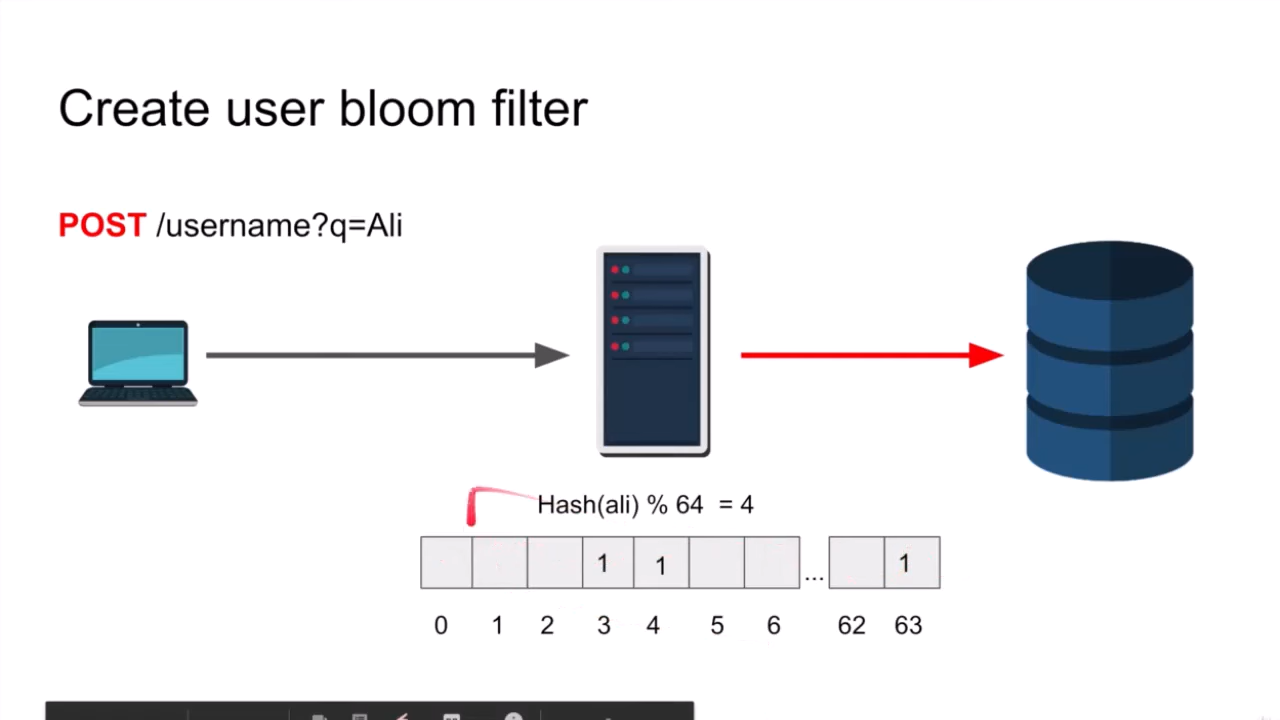 Create user bloom filter
POST /username?q=Ali
Hash(ali) % 64 = 4
1 1 ... 1
0 1 2 3 4 5 6 62 63